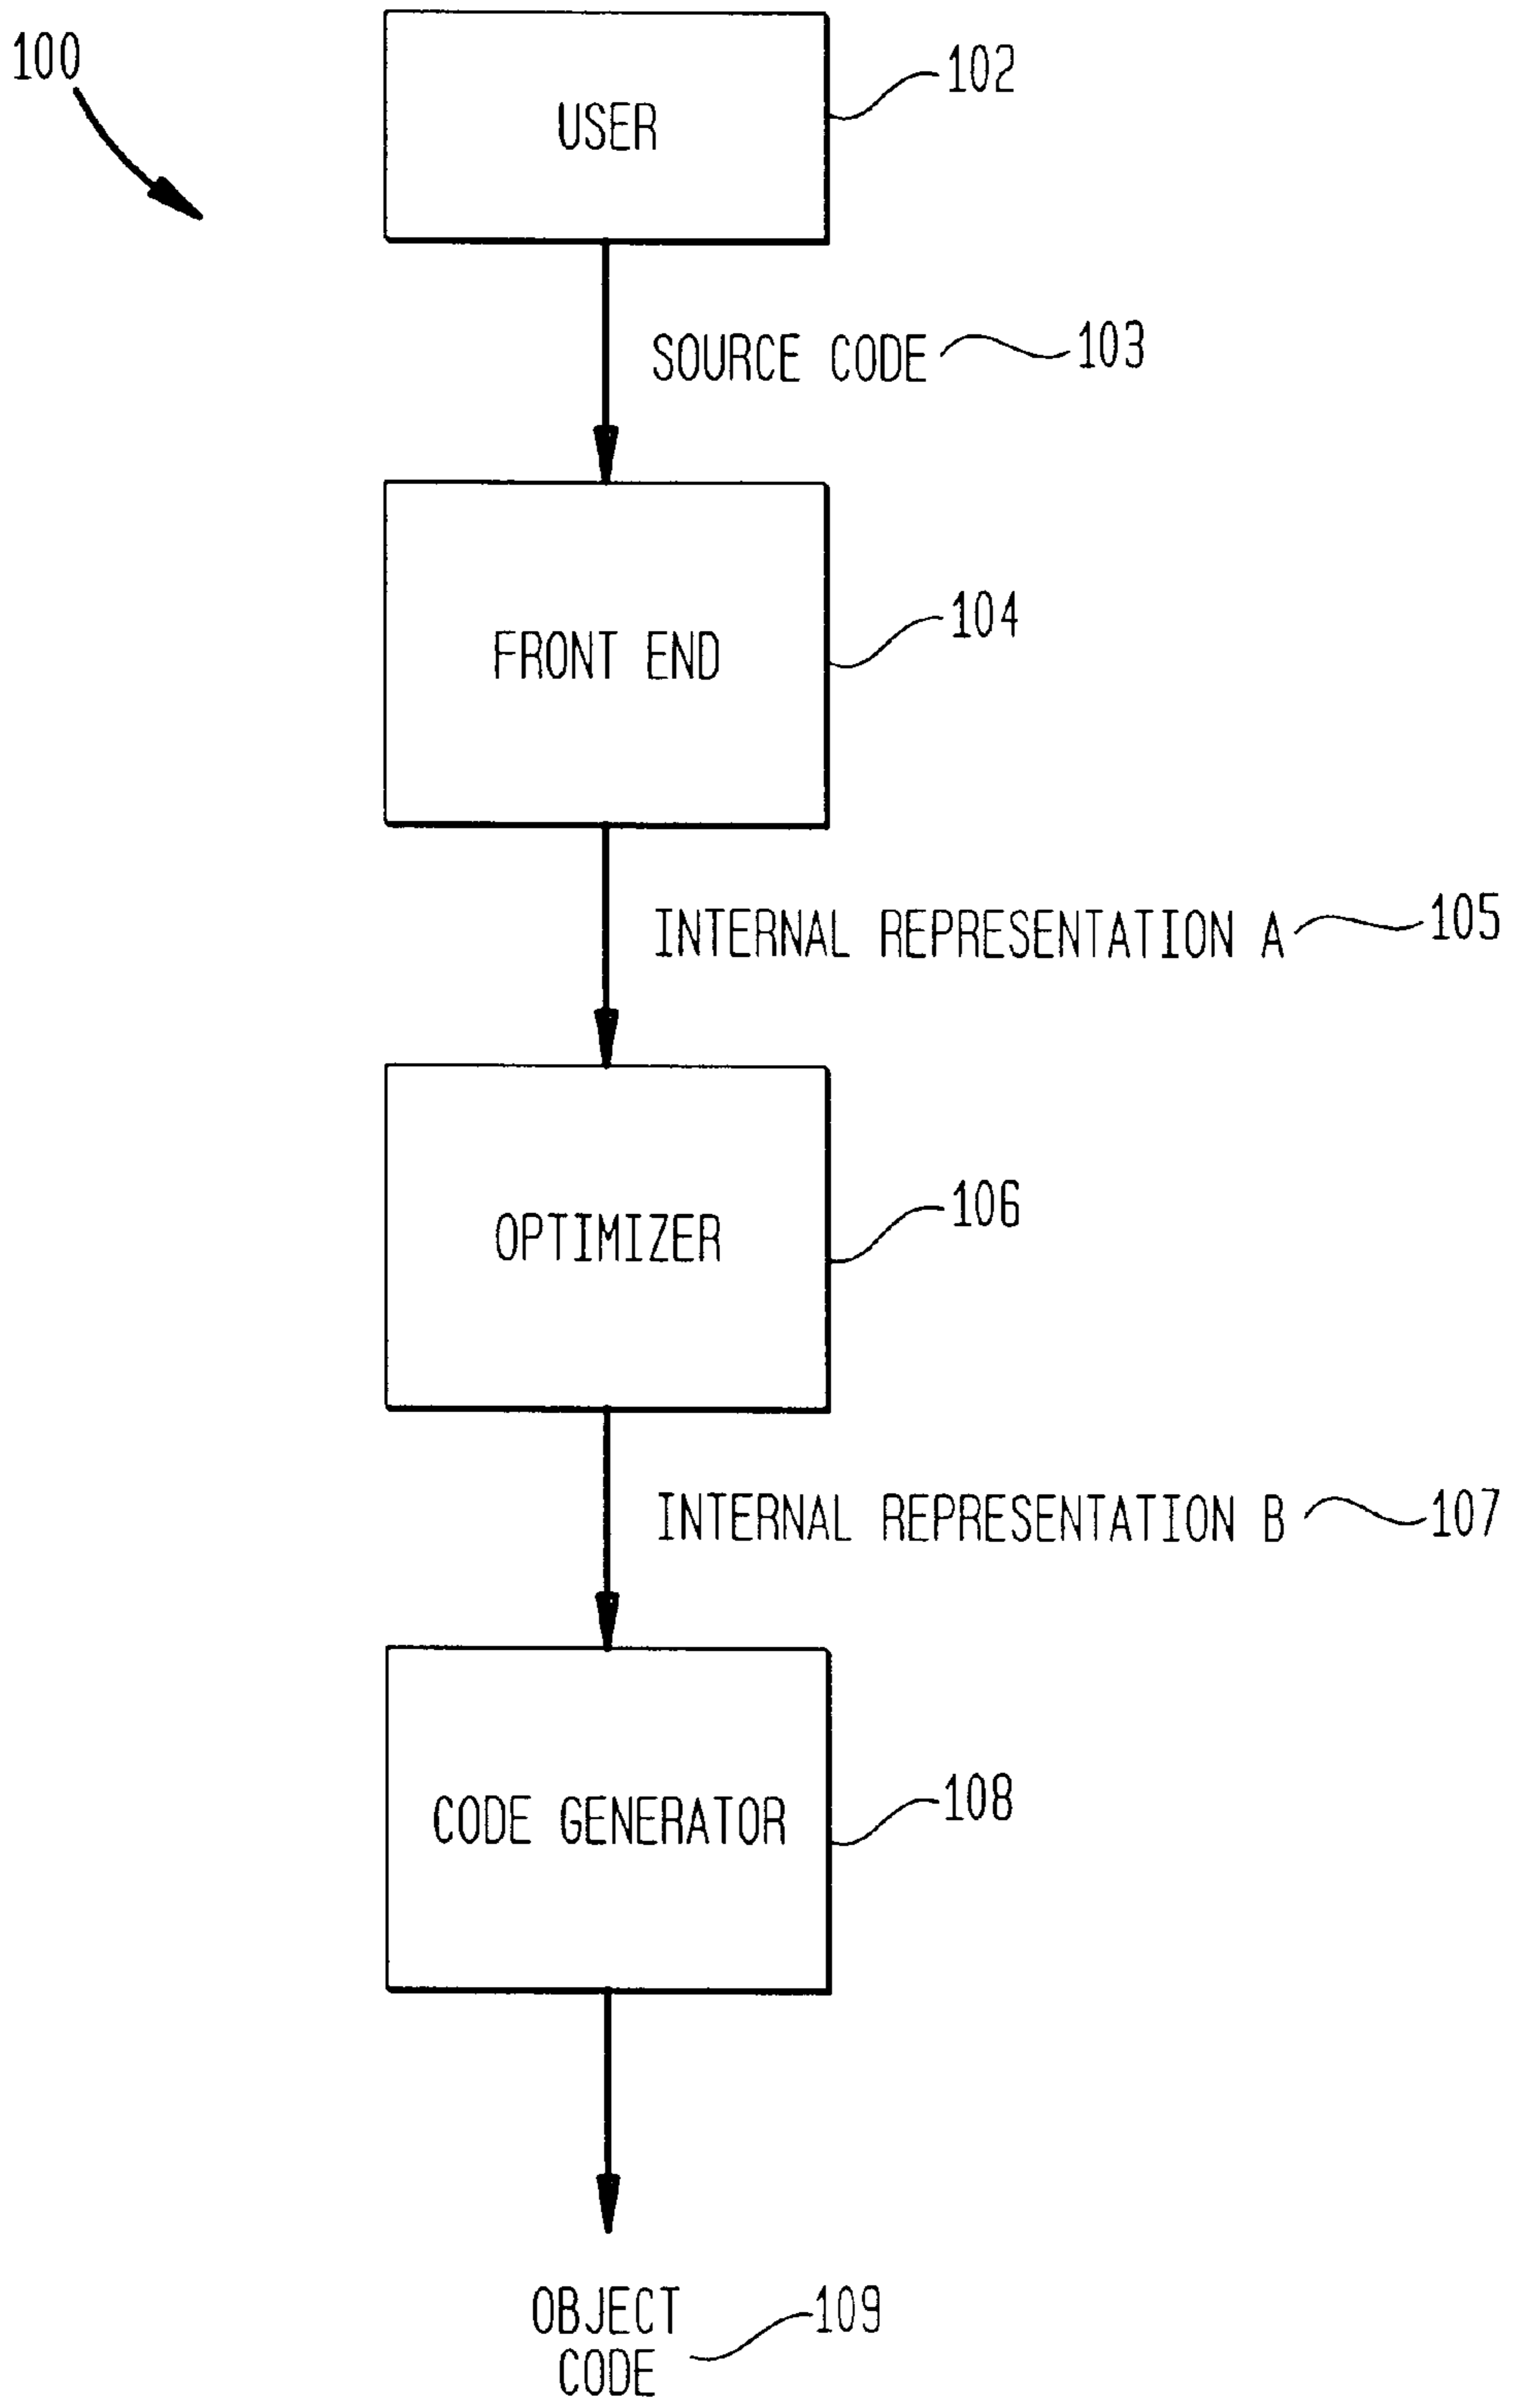 100
USER
102
SOURCE CODE 103
FRONT END
104
INTERNAL REPRESENTATION A 105
OPTIMIZER
106
INTERNAL REPRESENTATION B 107
CODE GENERATOR
108
OBJECT
CODE
109